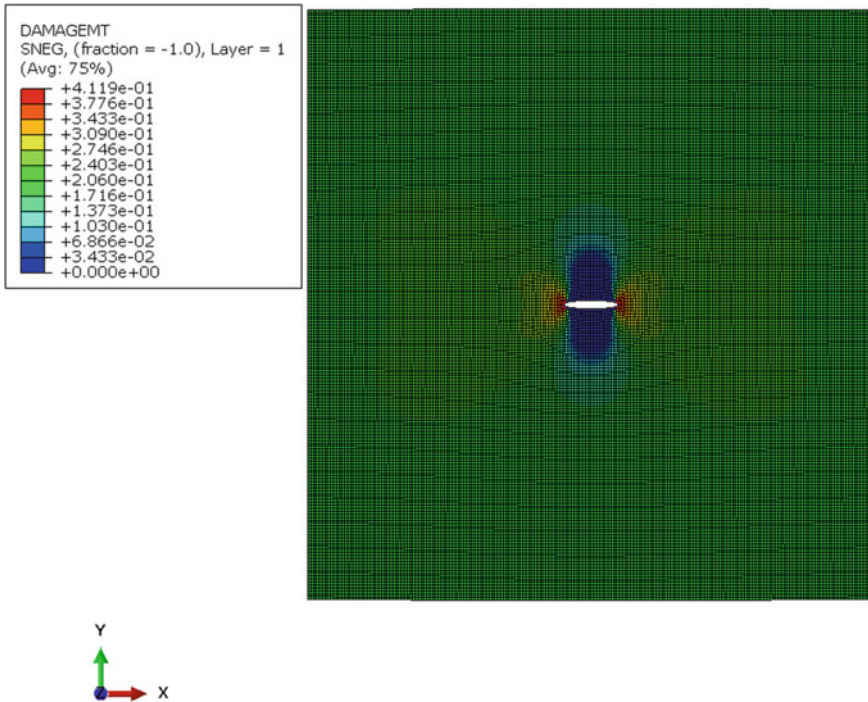 DAMAGEMT
SNEG, (fraction = -1.0), Layer = 1
(Avg: 75%)
+4.119e-01
+3.776e-01
+3.433e-01
+3.090e-01
+2.746e-01
+2.403e-01
+2.060e-01
+1.716e-01
+1.373e-01
+1.030e-01
+6.866e-02
+3.433e-02
+0.000e+00
Y
Z
X